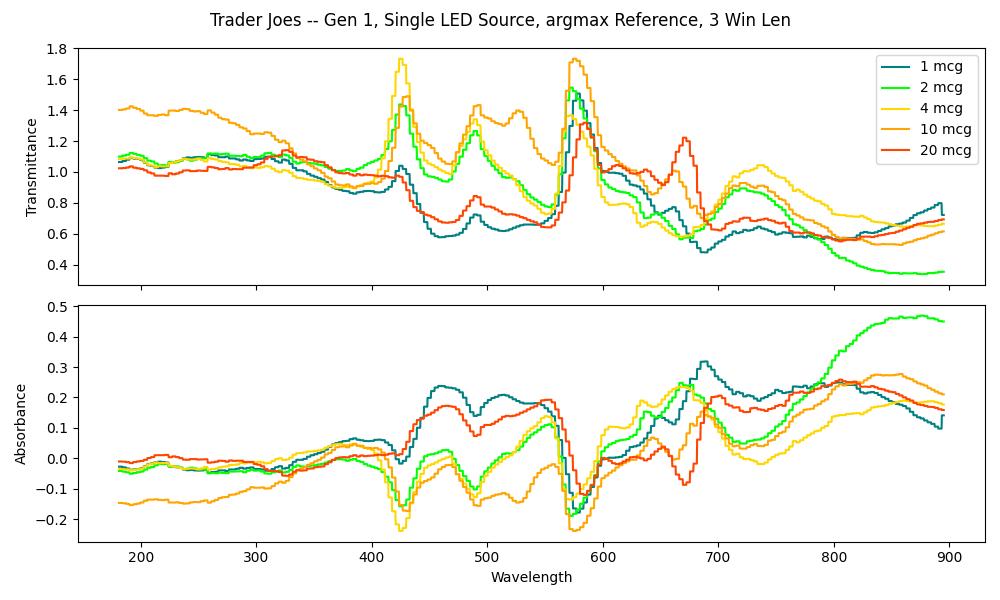 Trader Joes -- Gen 1, Single LED Source, argmax Reference, 3 Win Len
1.8
1.6
1.4
1.2
1.0
0.8
0.6
0.4
Transmittance
1 mcg
2 mcg
4 mcg
10 mcg
20 mcg
0.5
0.4
0.3
0.2
0.1
0.0
−0.1
−0.2
Absorbance
200 300 400 500 600 700 800 900
Wavelength